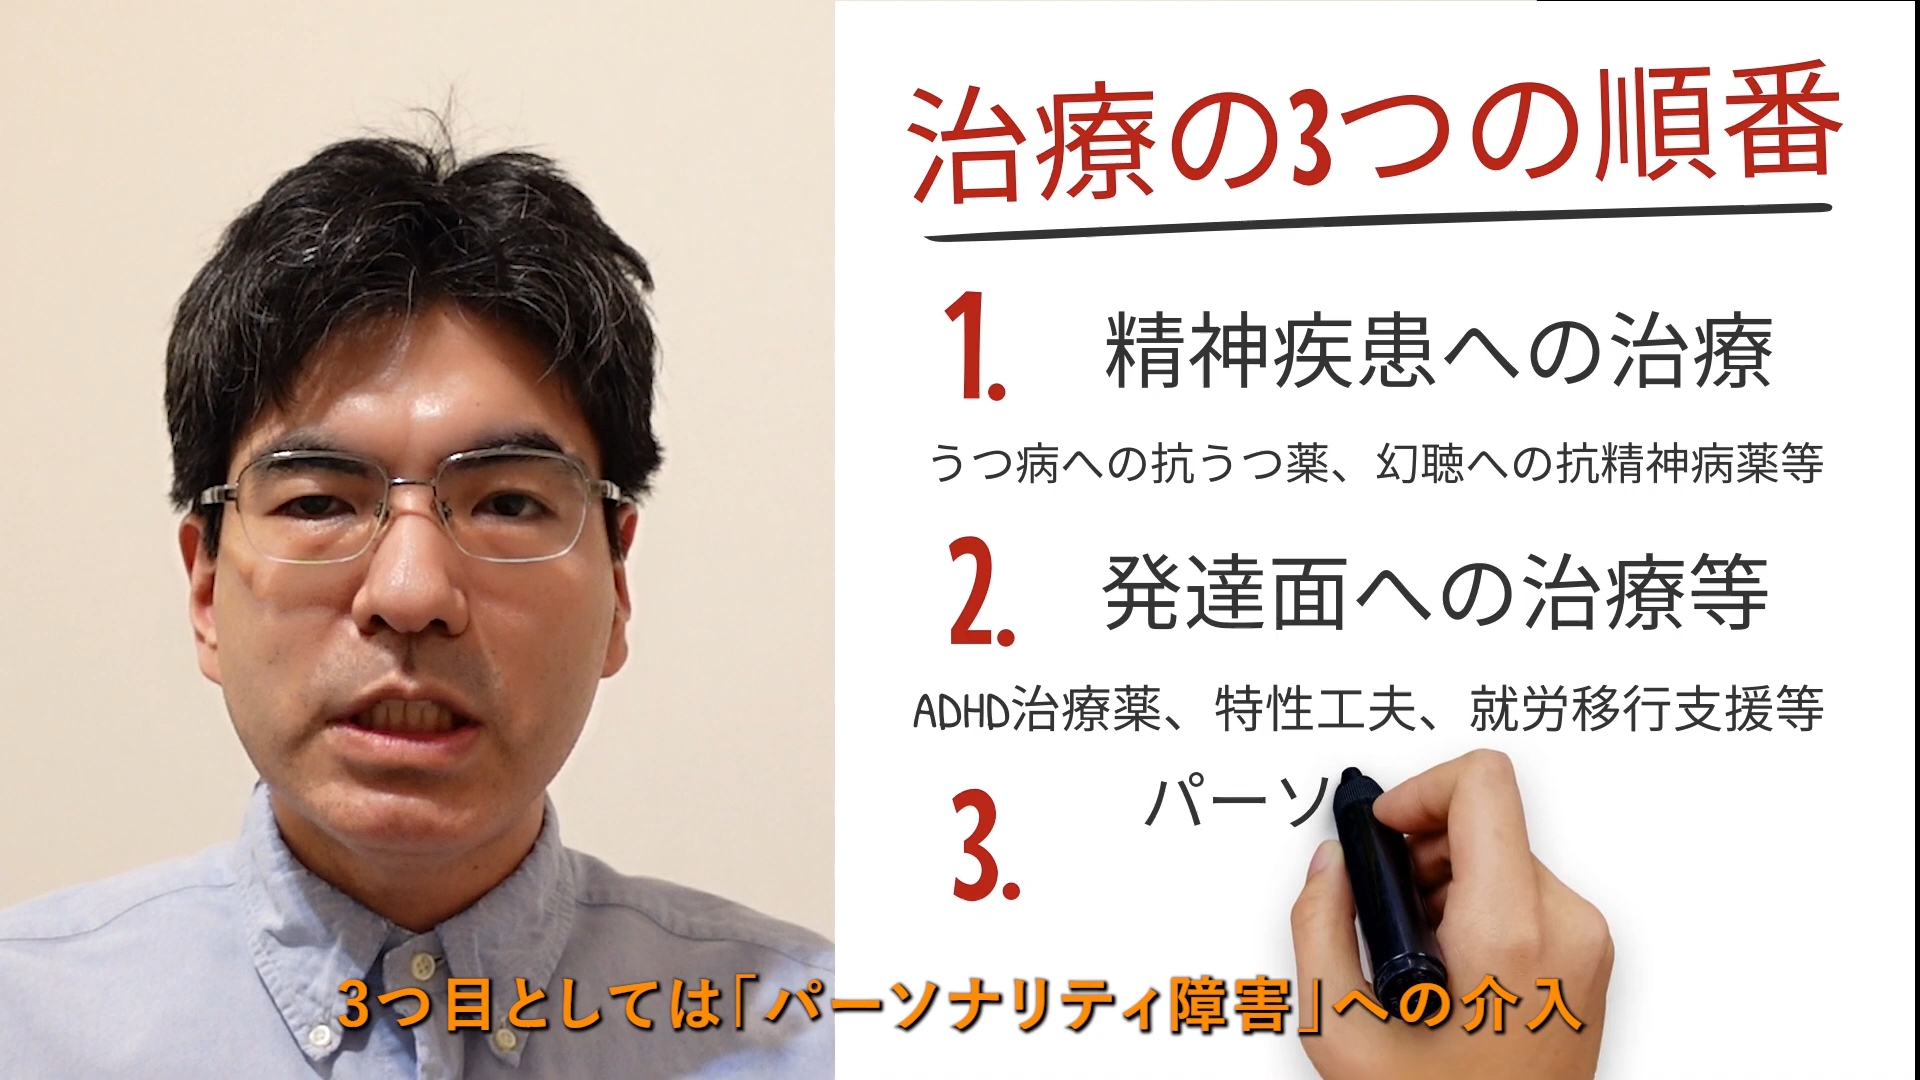 治療の3つの順番
1. 精神疾患への治療
うつ病への抗うつ薬、幻聴への抗精神病薬等
2. 発達面への治療等
ADHD治療薬、特性工夫、就労移行支援等
3. パーソ
3つ目としては「パーソナリティ障害」への介入